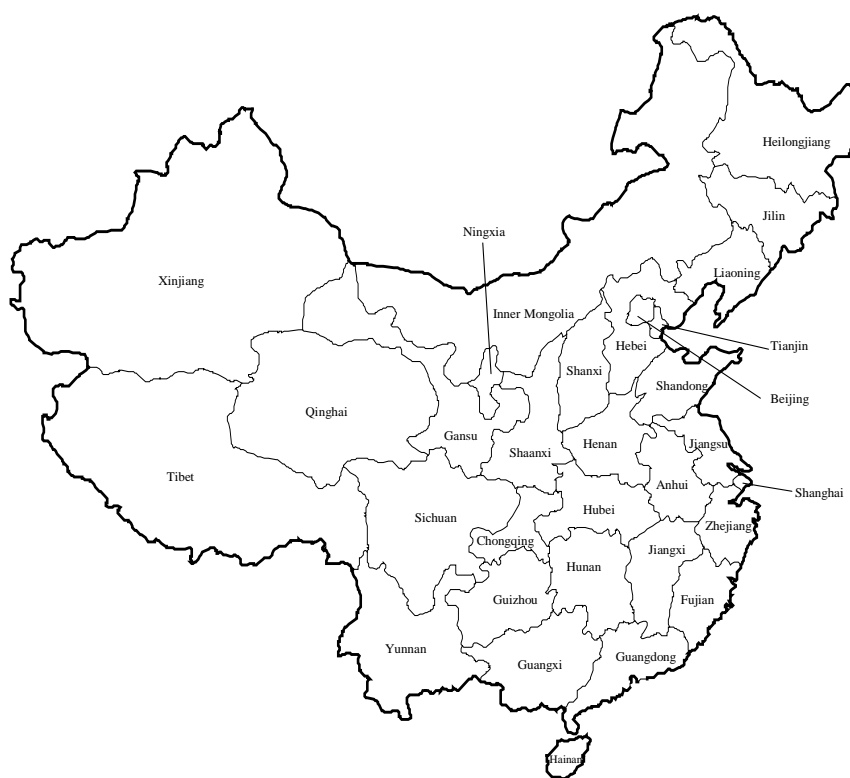 Heilongjiang
Jilin
Ningxia
Liaoning
Xinjiang
Inner Mongolia
Tianjin
Hebei
Shanxi
Shandong
Beijing
Qinghai
Gansu
Henan
Jiangsu
Shaanxi
Tibet
Anhui
Shanghai
Sichuan
Hubei
Zhejiang
Chongqing
Jiangxi
Hunan
Guizhou
Fujian
Yunnan
Guangxi
Guangdong
Hainan